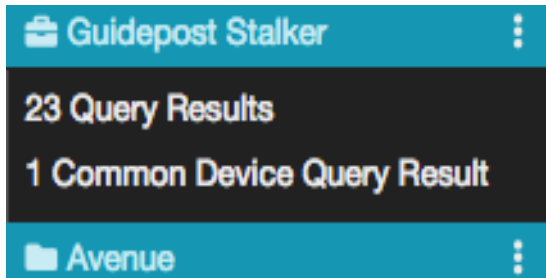 Guidepost Stalker
23 Query Results
1 Common Device Query Result
Avenue